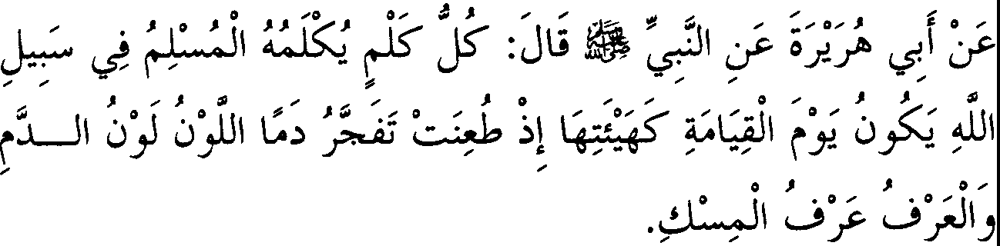 عَنْ أَبِي هُرَيْرَةَ عَنِ النَّبِيِّ ﷺ قَالَ: كُلُّ كَلْمٍ يُكْلَمُهُ الْمُسْلِمُ فِي سَبِيلِ
اللَّهِ يَكُونُ يَوْمَ الْقِيَامَةِ كَهَيْئَتِهَا إِذْ طُعِنَتْ تَفَجَّرُ دَمًا اللَّوْنُ لَوْنُ الـــدَّمِ
وَالْعَرْفُ عَرْفُ الْمِسْكِ.